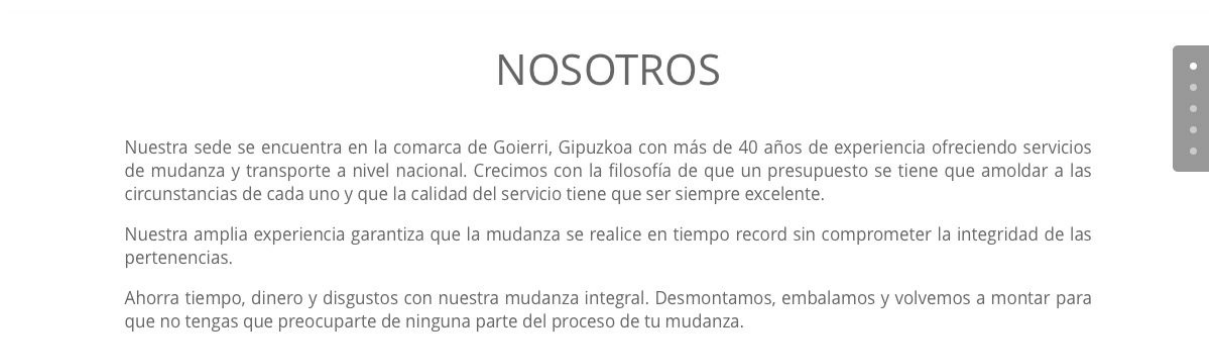 NOSOTROS
Nuestra sede se encuentra en la comarca de Goierri, Gipuzkoa con más de 40 años de experiencia ofreciendo servicios
de mudanza y transporte a nivel nacional. Crecimos con la filosofía de que un presupuesto se tiene que amoldar a las
circunstancias de cada uno y que la calidad del servicio tiene que ser siempre excelente.
Nuestra amplia experiencia garantiza que la mudanza se realice en tiempo record sin comprometer la integridad de las
pertenencias.
Ahorra tiempo, dinero y disgustos con nuestra mudanza integral. Desmontamos, embalamos y volvemos a montar para
que no tengas que preocuparte de ninguna parte del proceso de tu mudanza.